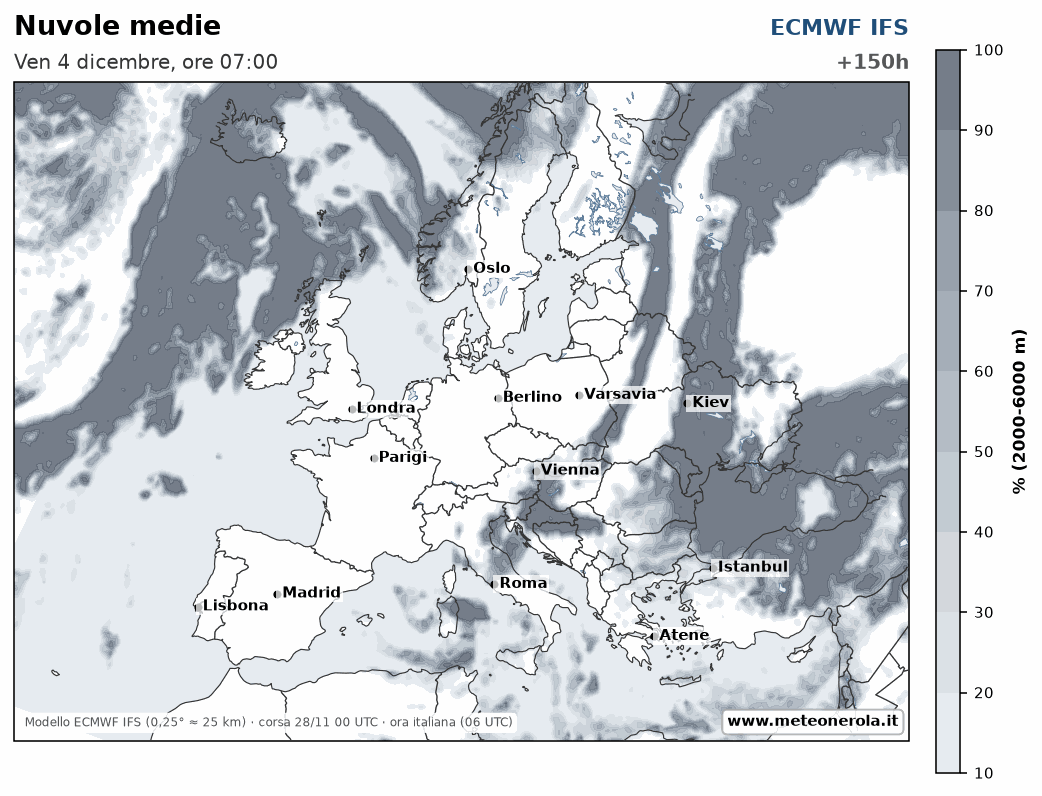 Nuvole medie
ECMWF IFS
Ven 4 dicembre, ore 07:00
+150h
100
90
80
70
60
50
40
30
20
10
% (2000-6000 m)
Oslo
Londra
Berlino
Varsavia
Kiev
Parigi
Vienna
Istanbul
Roma
Madrid
Lisbona
Atene
Modello ECMWF IFS (0,25° ≈ 25 km) · corsa 28/11 00 UTC · ora italiana (06 UTC)
www.meteonerola.it